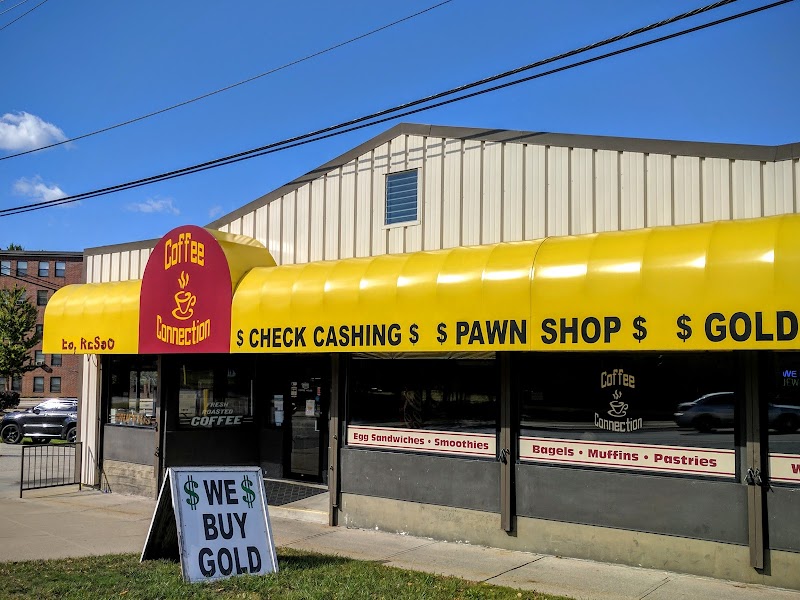 Coffee
Connection
$ CHECK CASHING $ $ PAWN SHOP $ $ GOLD
FRESH
ROASTED
COFFEE
Coffee
Connection
WE
Egg Sandwiches • Smoothies
Bagels • Muffins • Pastries
W
$ WE $
BUY
GOLD